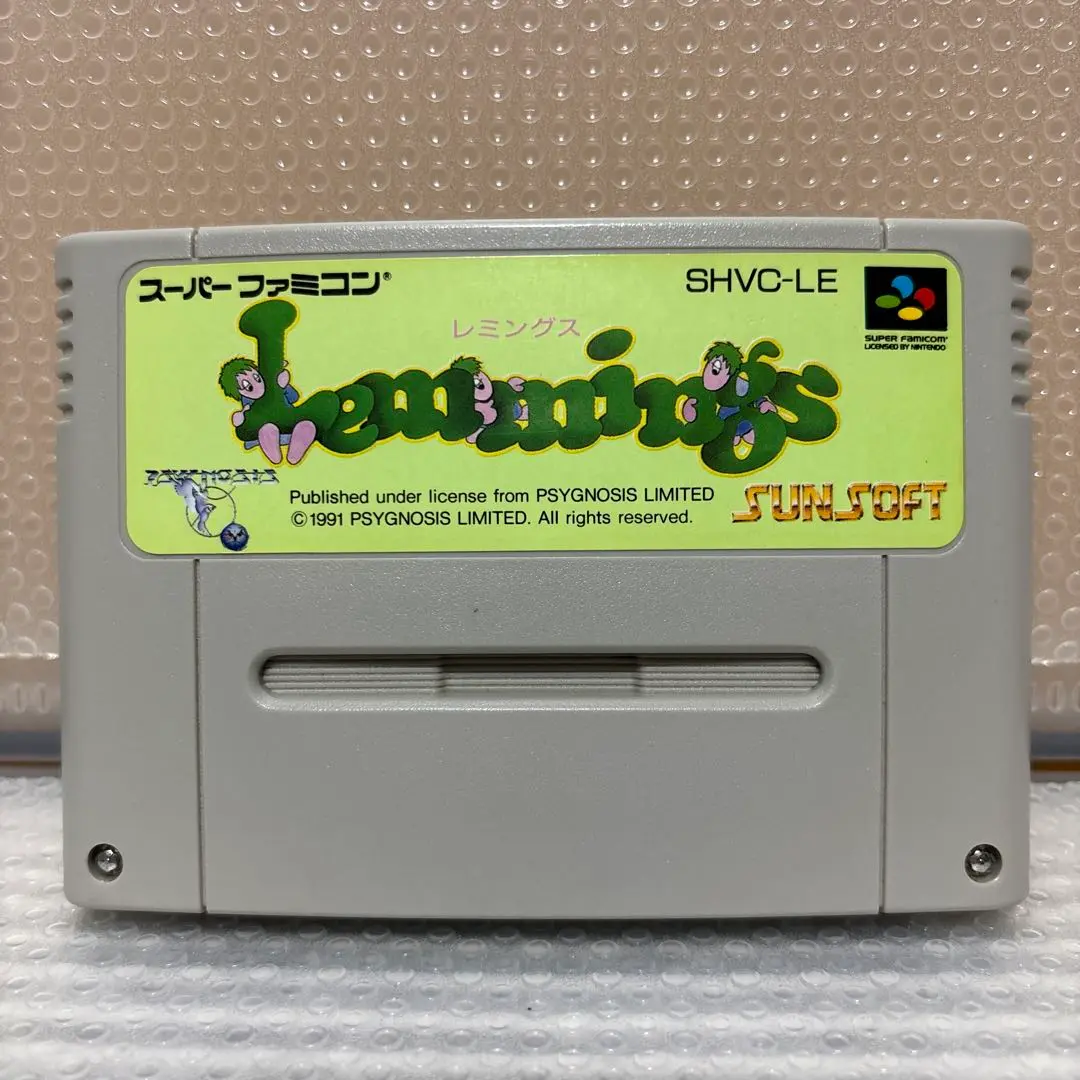 スーパーファミコン®
SHVC-LE
SUPER FAMICOM
LICENSED BY NINTENDO
レミングス
Lemmings
PSYGNOSIS
Published under license from PSYGNOSIS LIMITED
©1991 PSYGNOSIS LIMITED. All rights reserved.
SUNSOFT